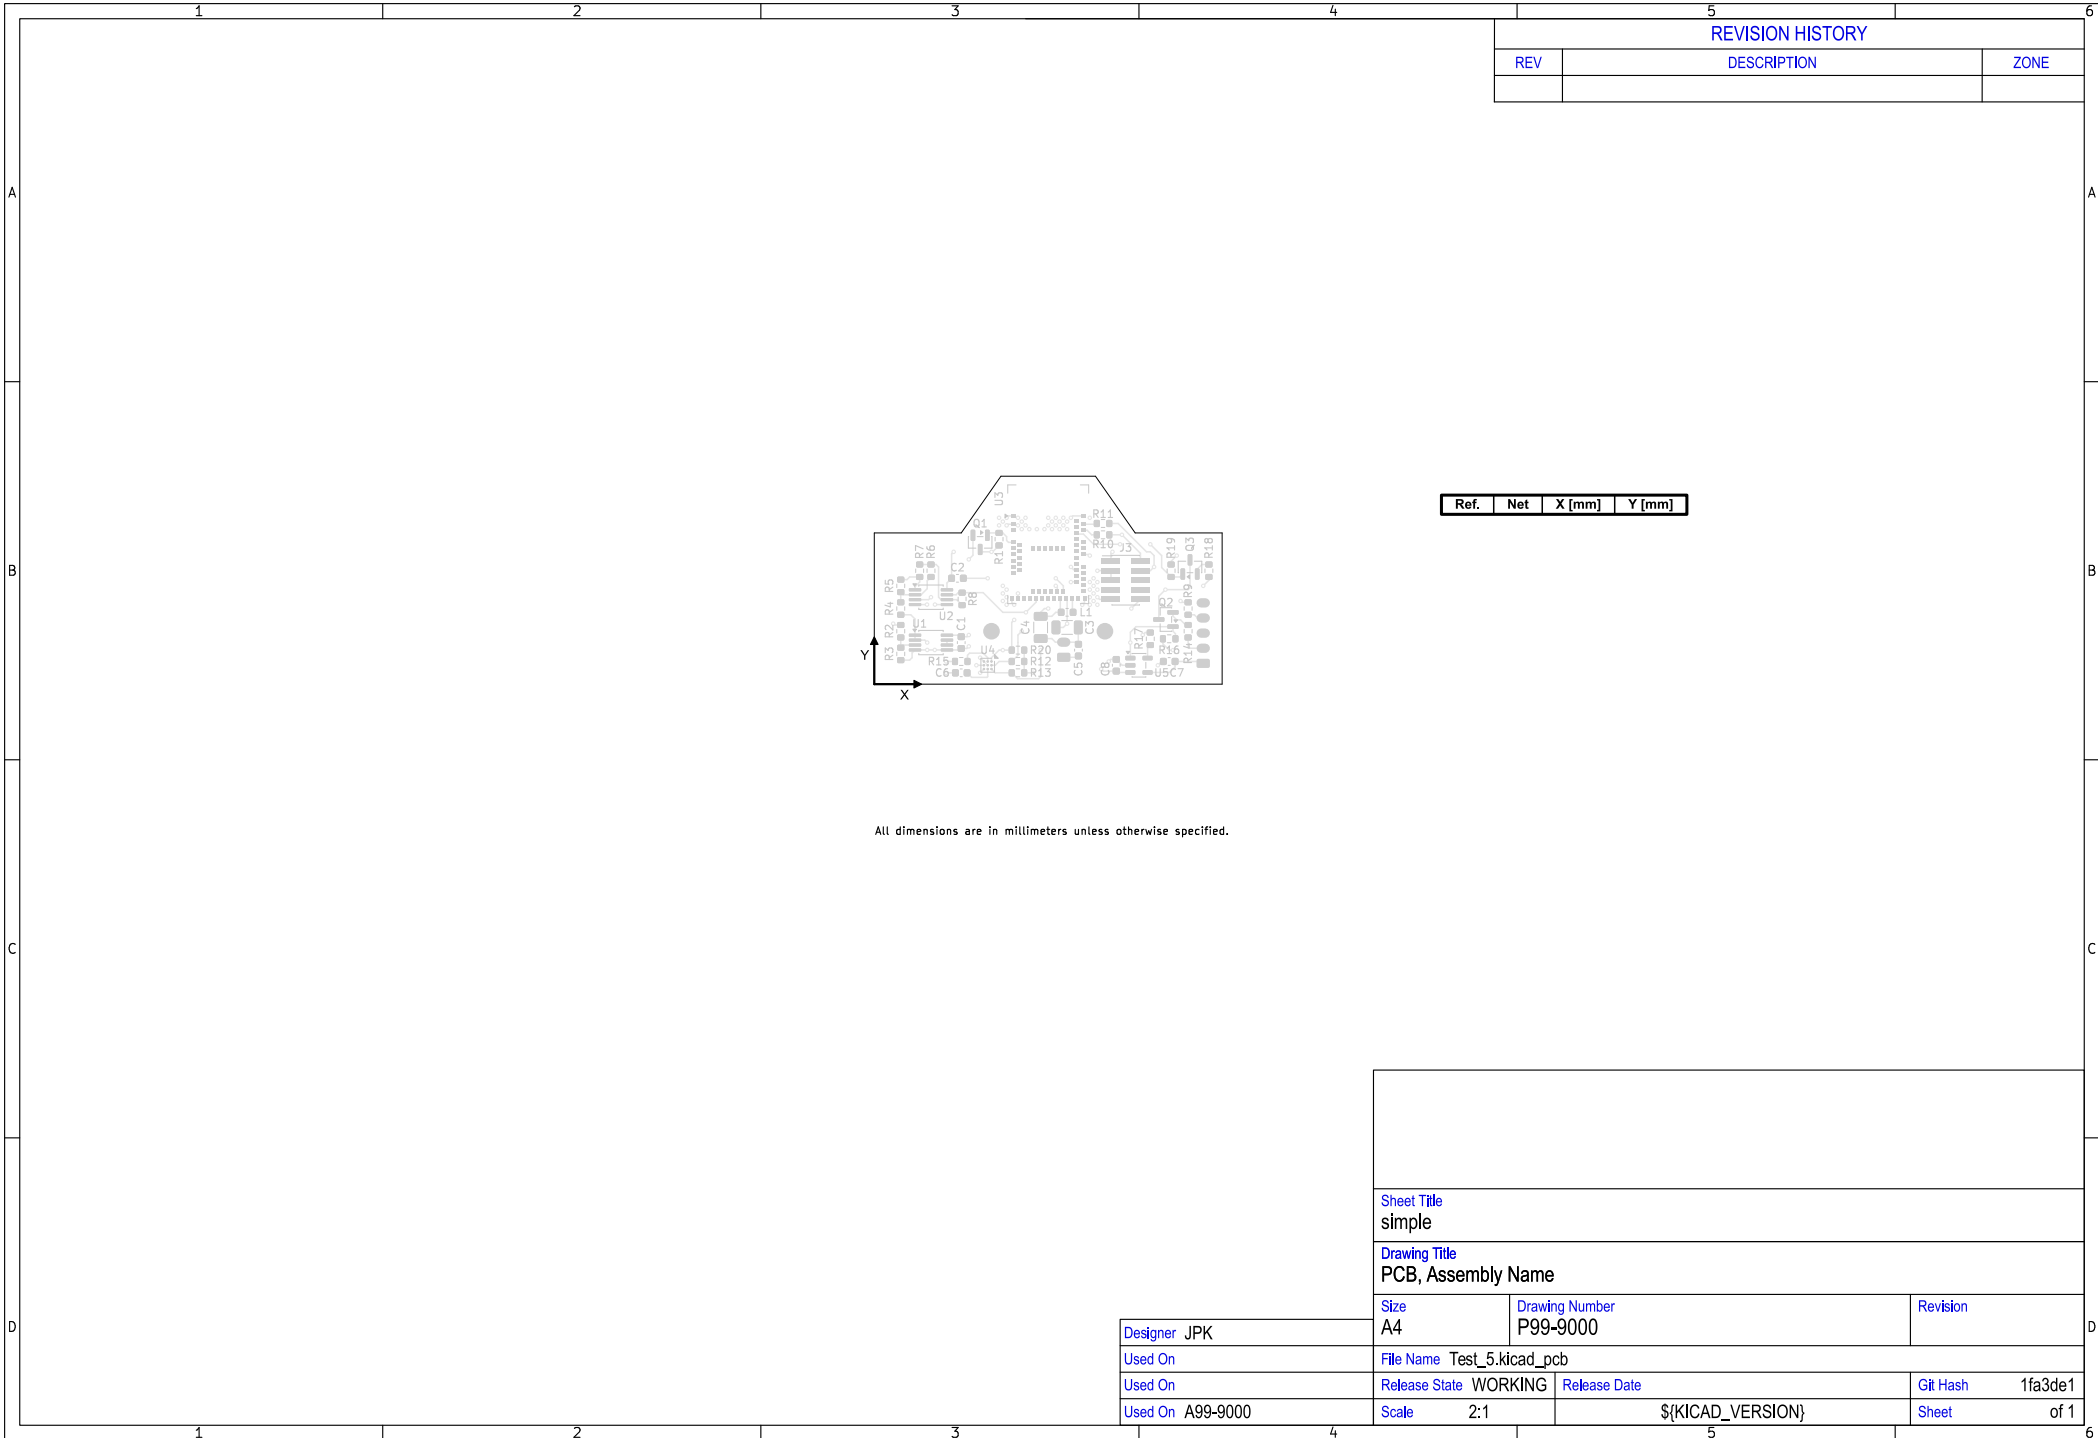 1 2 3 4 5 6
REVISION HISTORY
REV DESCRIPTION ZONE
A A
U3
Q1 R11
R1 R10
J3
R7 R6 R19 Q3 R18
C2
R5 R8 R9
R4 U2 L1 Q2
U1 C1 C4 C3
R2 R17
R3 U4 R20 R16 R14
R15 R12
C6 R13 C5 C8 U5 C7
Y
X
Ref. Net X [mm] Y [mm]
B B
All dimensions are in millimeters unless otherwise specified.
C C
Sheet Title
simple
Drawing Title
PCB, Assembly Name
Size Drawing Number Revision
A4 P99-9000
D D
Designer JPK
Used On File Name Test_5.kicad_pcb
Used On Release State WORKING Release Date Git Hash 1fa3de1
Used On A99-9000 Scale 2:1 ${KICAD_VERSION} Sheet of 1
1 2 3 4 5 6